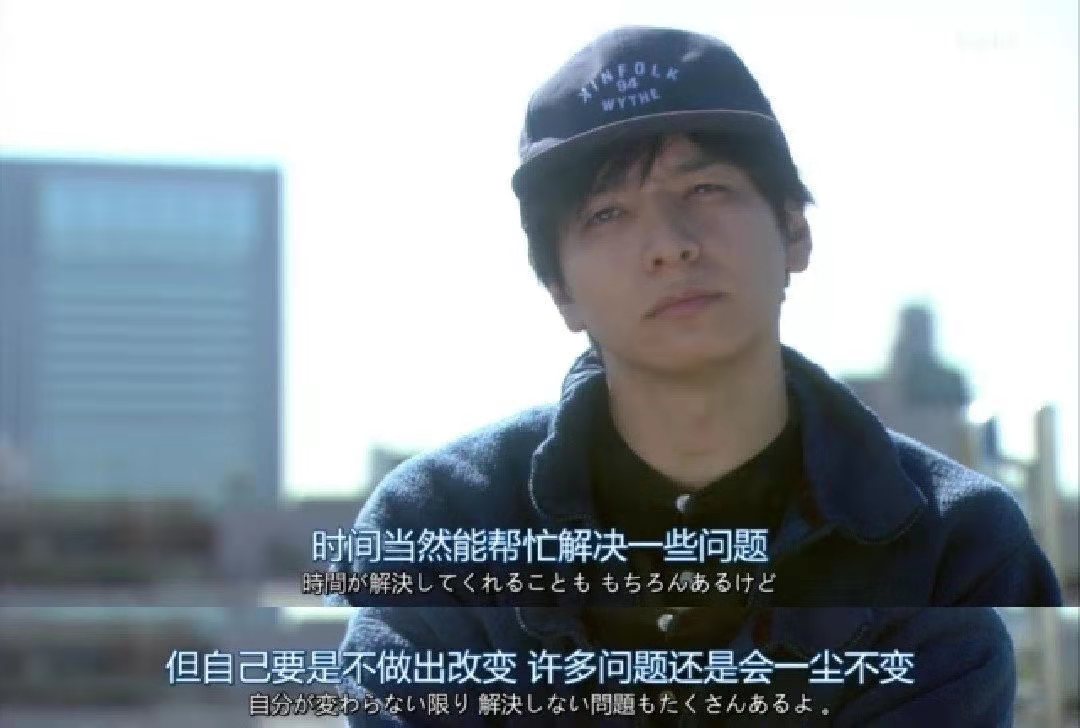 XINFOLK
94
WYTHE
时间当然能帮忙解决一些问题
時間が解決してくれることも もちろんあるけど
但自己要是不做出改变 许多问题还是会一尘不变
自分が変わらない限り 解決しない問題もたくさんあるよ。